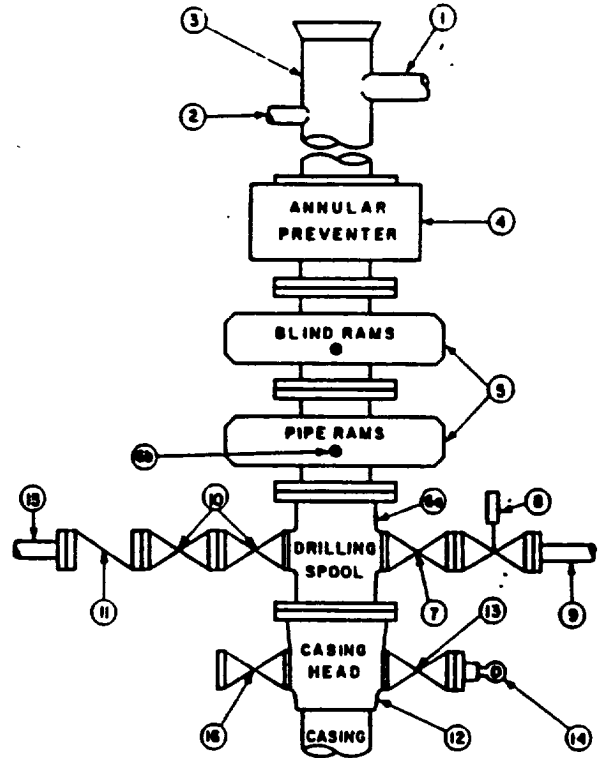 1
3
2
ANNULAR
PREVENTER
4
BLIND RAMS
5
PIPE RAMS
6b
6a
15
10
8
DRILLING
SPOOL
11
7
9
13
CASING
HEAD
16
12
14
CASING